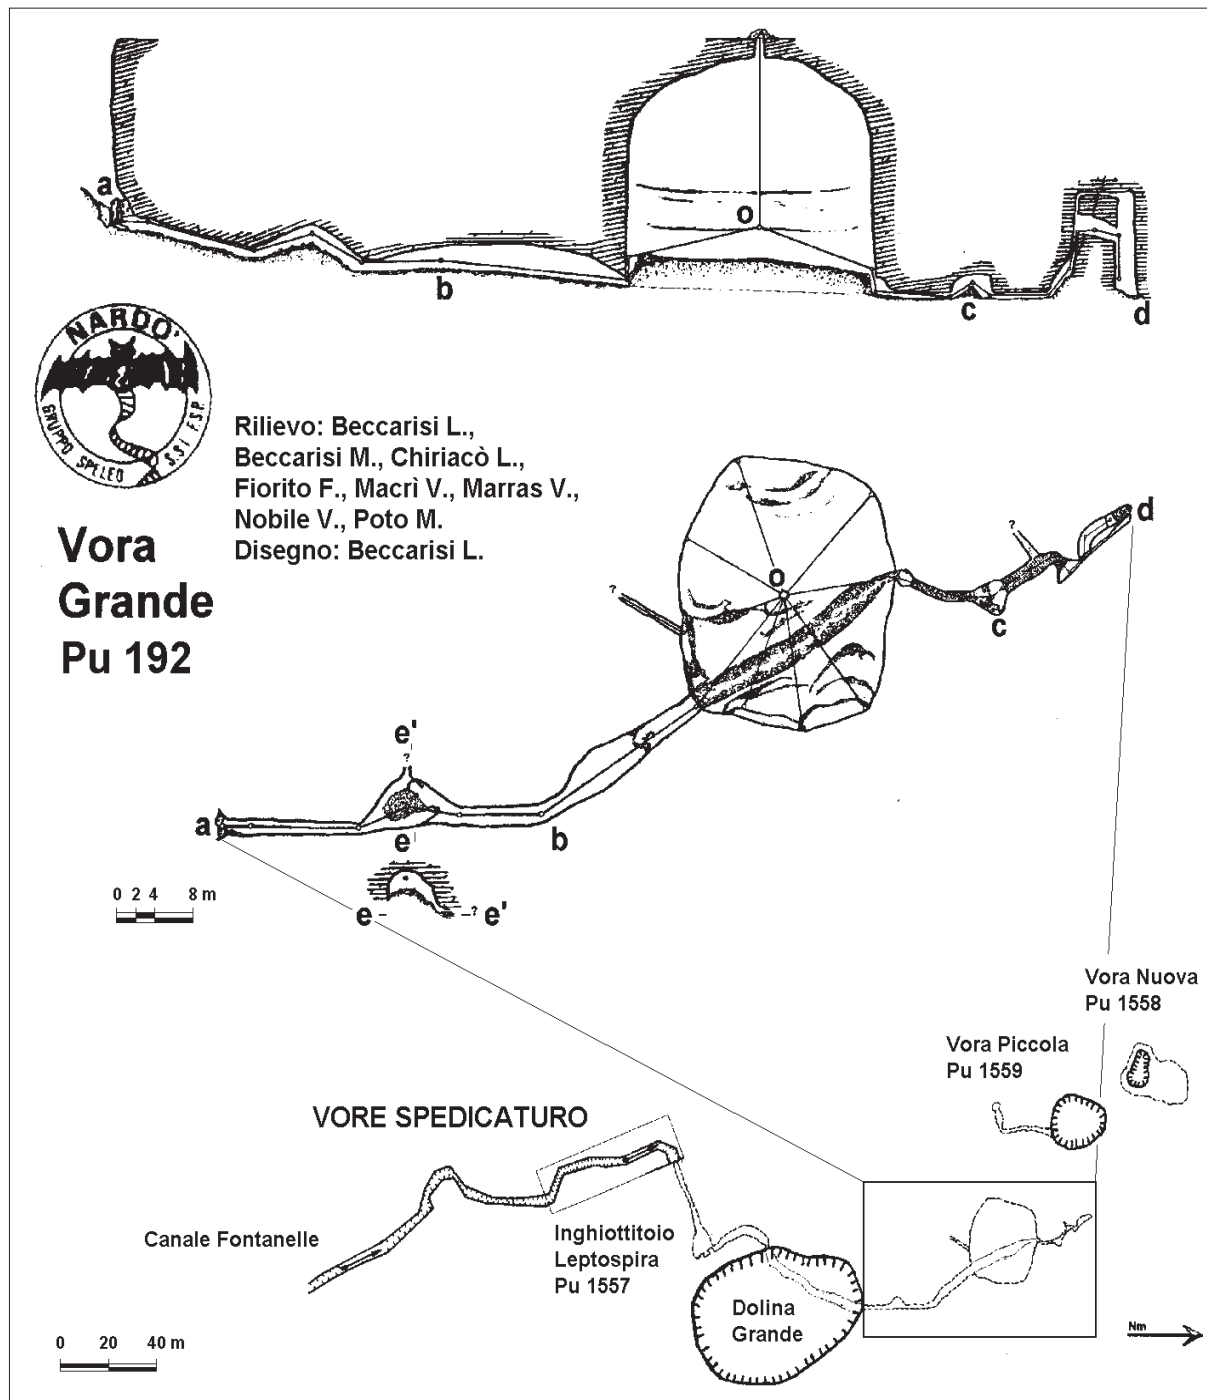 a
o
b
c
d
NARDO'
GRUPPO SPELEO S.S.I F.S.P.
Rilievo: Beccarisi L.,
Beccarisi M., Chiriacò L.,
Fiorito F., Macrì V., Marras V.,
Nobile V., Poto M.
Disegno: Beccarisi L.
Vora
Grande
Pu 192
d
?
o
?
c
e'
?
a
e
b
0 2 4 8 m
e - - ? e'
Vora Nuova
Pu 1558
Vora Piccola
Pu 1559
VORE SPEDICATURO
Canale Fontanelle
Inghiottitoio
Leptospira
Pu 1557
Dolina
Grande
0 20 40 m
Nm